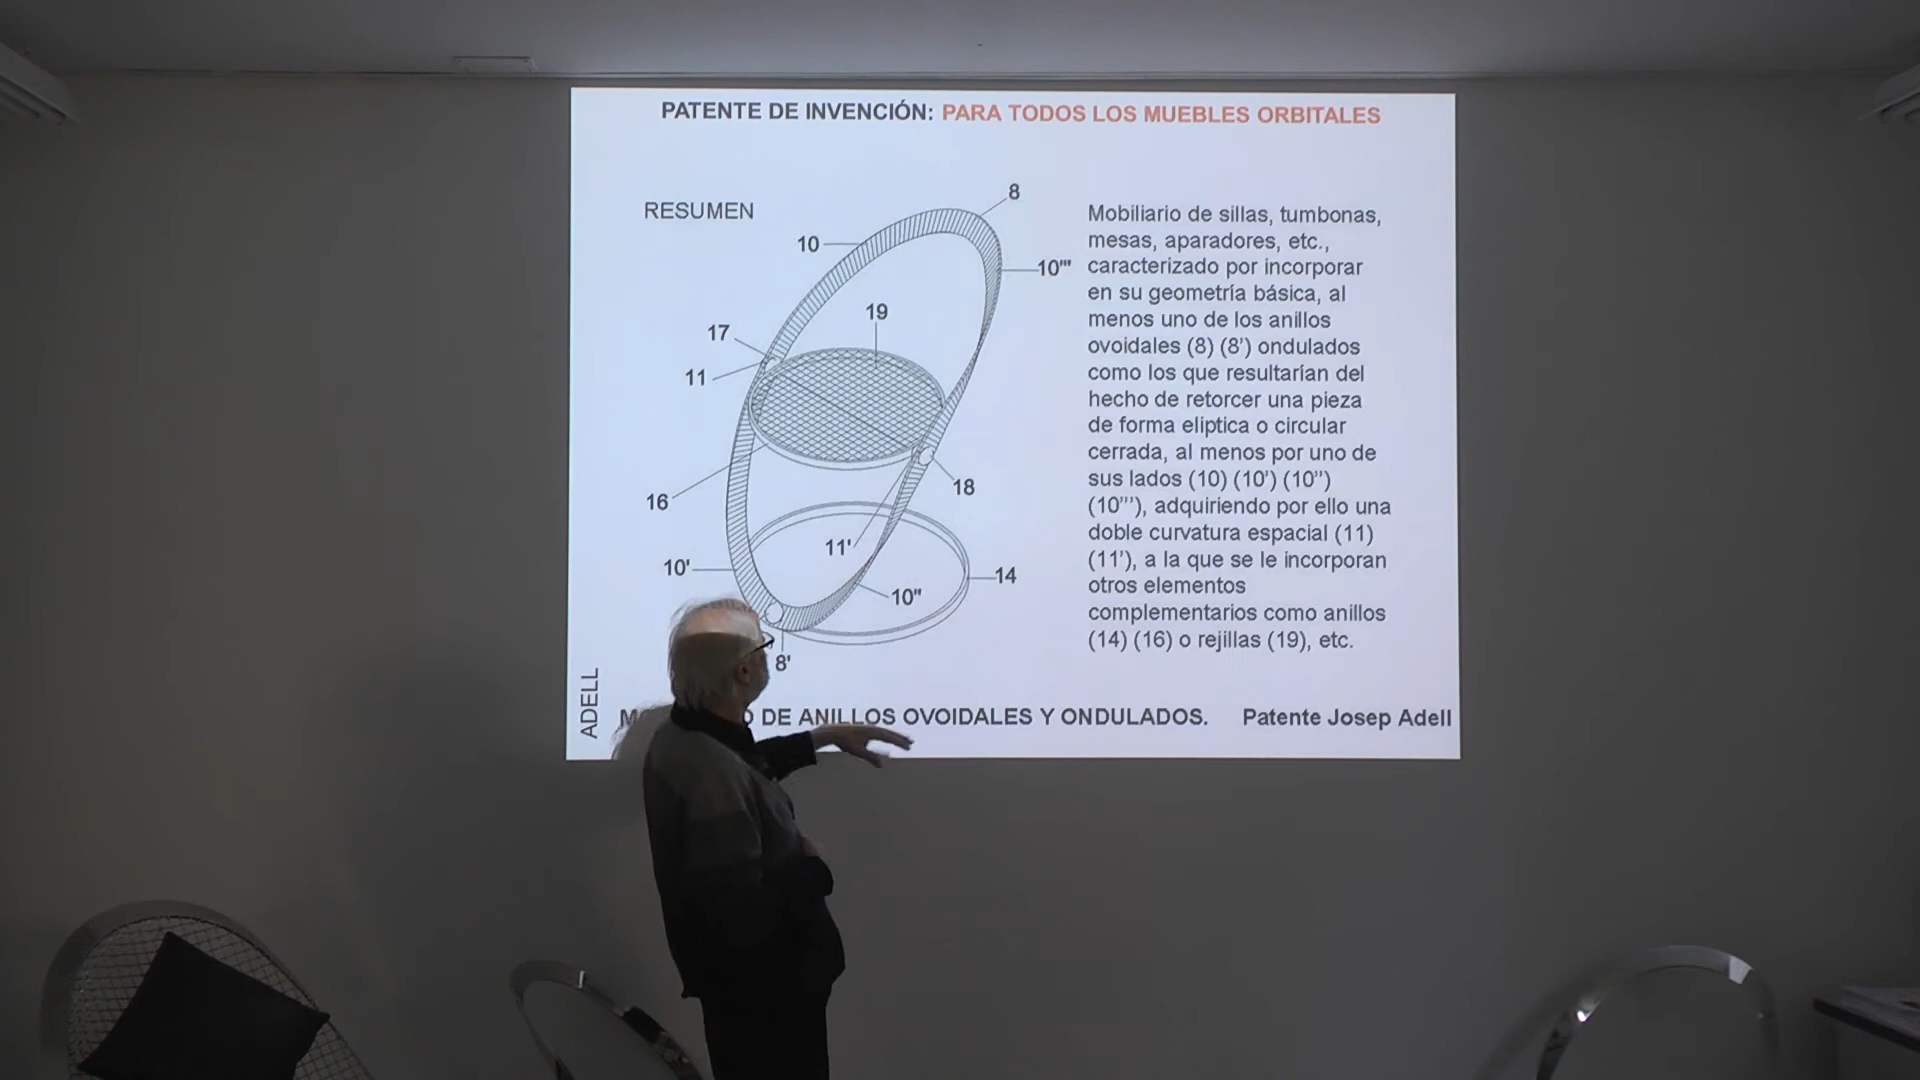 PATENTE DE INVENCIÓN: PARA TODOS LOS MUEBLES ORBITALES
RESUMEN
8
10
10'''
19
17
11
16
18
11'
10'
14
10''
8'
Mobiliario de sillas, tumbonas,
mesas, aparadores, etc.,
caracterizado por incorporar
en su geometría básica, al
menos uno de los anillos
ovoidales (8) (8’) ondulados
como los que resultarían del
hecho de retorcer una pieza
de forma eliptica o circular
cerrada, al menos por uno de
sus lados (10) (10’) (10’’)
(10’’’), adquiriendo por ello una
doble curvatura espacial (11)
(11’), a la que se le incorporan
otros elementos
complementarios como anillos
(14) (16) o rejillas (19), etc.
ADELL
DE ANILLOS OVOIDALES Y ONDULADOS. Patente Josep Adell